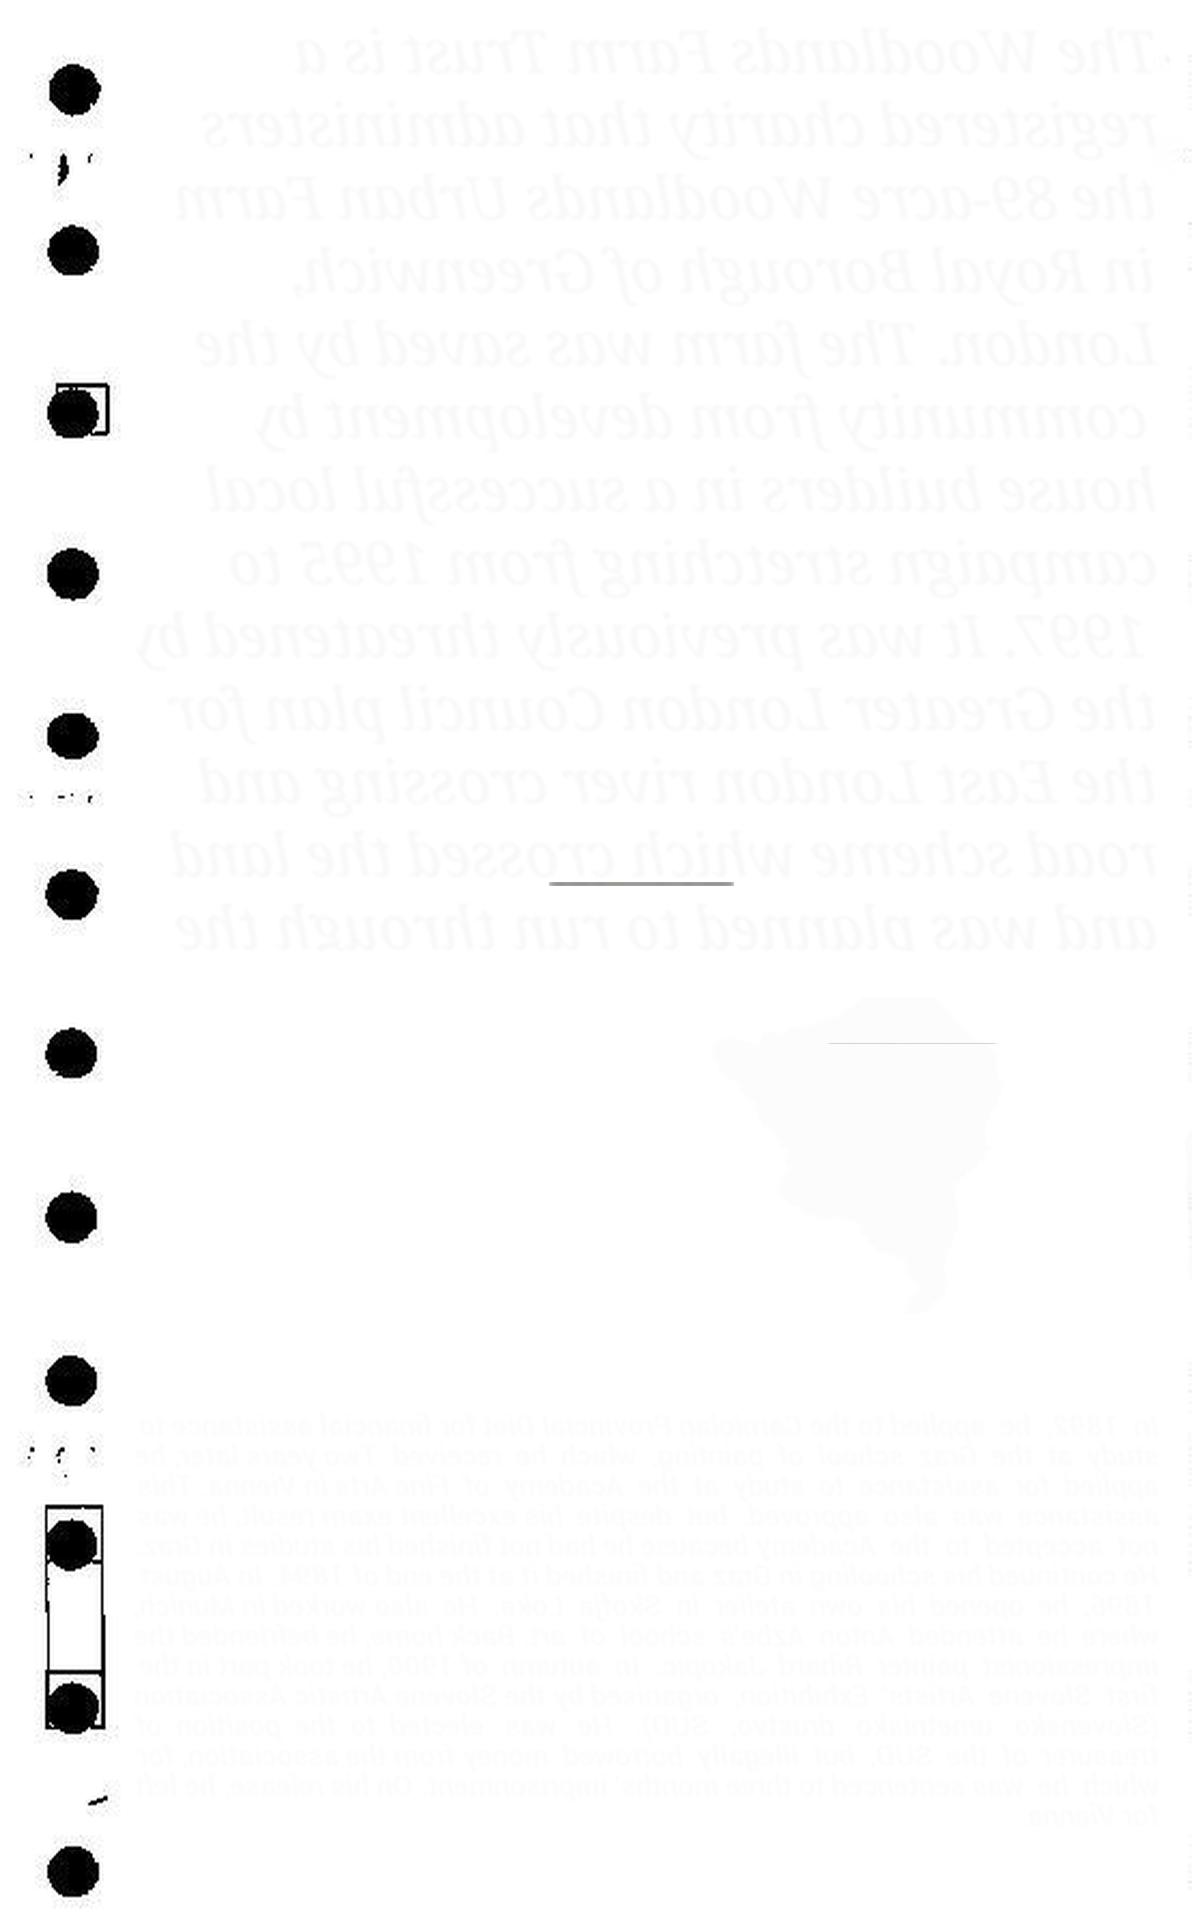 The Woodlands Farm Trust is a
registered charity that administers
the 89-acre Woodlands Urban Farm
in Royal Borough of Greenwich,
London. The farm was saved by the
community from development by
house builders in a successful local
campaign stretching from 1995 to
1997. It was previously threatened by
the Greater London Council plan for
the East London river crossing and
road scheme which crossed the land
and was planned to run through the
In 1892, he applied to the Carniolan Provincial Diet for financial assistance to
study at the Graz school of painting, which he received. Two years later, he
applied for assistance to study at the Academy of Fine Arts in Vienna. This
assistance was also approved, but despite his excellent exam result, he was
not accepted to the Academy because he had not finished his studies in Graz.
He continued his schooling in Graz and finished it at the end of 1894. In August
1896, he opened his own atelier in Škofja Loka. He also worked in Munich,
where he attended Anton Ažbe's school of art. Back home, he befriended the
impressionist painter Rihard Jakopič. In autumn of 1900, he took part in the
first Slovene Artists' Exhibition, organised by the Slovene Artistic Association
(Slovensko umetniško društvo, SUD). He was elected to the position of
treasurer of the SUD, but illegally borrowed money from the association, for
which he was sentenced to three months' imprisonment. On his release, he left
for Vienna.